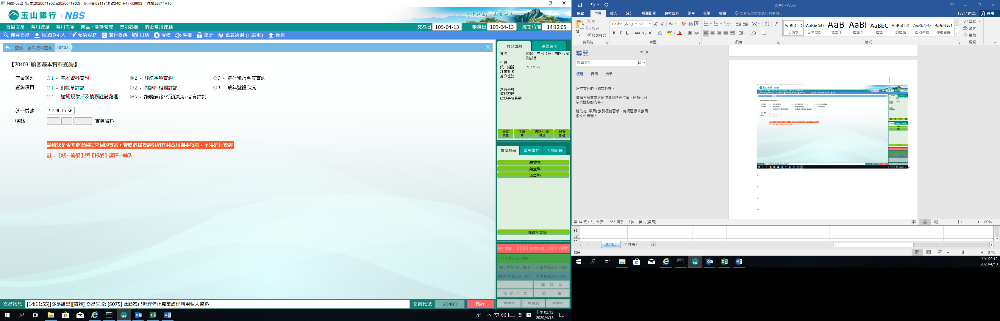 NBS-uat2 (版本:2020041302.b2020041302) 使用者:08113(測試240) 分行別:9908 工作站:L9711A10
玉山銀行 | NBS
心清如玉，義重如山
自選交易 常用連結 常用表單 商品 / 活動管理 智能客服 消金常用連結
交易日 109-04-13 帳務日 109-04-13 現在時間 14:12:05
搜尋交易 帳號ID引入 預約服務 蒞行提醒 日誌 授權 廣播 鎖定 重啟週邊 (已啟動) 簽退
查詢 存戶資料查詢 20403
【20403 顧客基本資料查詢】
作業類別 1 - 基本資料查詢 2 - 註記事項查詢 3 - 身分別及專案查詢
查詢項目 1 - 對帳單註記 2 - 問題戶相關註記 3 - 成年監護狀況
4 - 逾期授信戶及債務註記處理 5 - 接觸通路/行銷運用/個資註記
統一編號 A199001636
帳號 查無資料
請確認是否基於業務往來目的查詢，若屬於被查詢對象有利益相關事項者，不得進行查詢
註：［統一編號］與［帳號］請擇一輸入
身分識別 產品往來
姓名 測試洪三巳（股）有限公司
測試黃一一
生日
統一編號 71002129
理專姓名
身分註記
注意事項
簡訊密碼
近期事故異動
顧客資訊 手續費 通路/共同行銷 顧客影像
推薦商品 重要事件 互動記錄
無資料
無資料
無資料
一般轉介登錄
服務號碼： 0000 等候時間： 00分00秒
ＶＩＰ:0人 00分
個人交易:0人 00分 企業交易:0人 00分
開戶/申請:0人 00分 外匯業務:0人 00分
再 呼 叫
預 約 叫 號 結 束
無資料 無資料 無資料
交易訊息 [14:11:55][交易訊息][錯誤] 交易失敗: [S075] 此顧客已辦理停止蒐集處理利用個人資料 交易代號 20403 執行
英
下午 02:12
2020/4/13
文件1 - Word
檔案 常用 插入 設計 版面配置 參考資料 郵件 校閱 檢視 告訴我您想要執行的動作... TEST19125 共用
貼上 剪下 複製 複製格式
Calibri (本文) 12
AaBbCcD 內文 AaBbCcD 無間距 AaB 標題 1 AaBl 標題 2 AaBbC 標題 AaBbCcD 副標題 AaBbCcD 區別強調 AaBbCcD 強調斜體
尋找 取代 選取
剪貼簿 字型 段落 樣式 編輯
導覽
搜尋文件
標題 頁面 結果
建立文件的互動式外框。
這種方法非常方便您追蹤所在位置，同時也可以快速移動內容。
請先從 [常用] 索引標籤著手，將標題樣式套用至文件標題。
第 14 頁，共 15 頁 365 個字 英文 (美國) 80%
31
32
20403 工作表1
就緒 87%
下午 02:12
2020/4/13